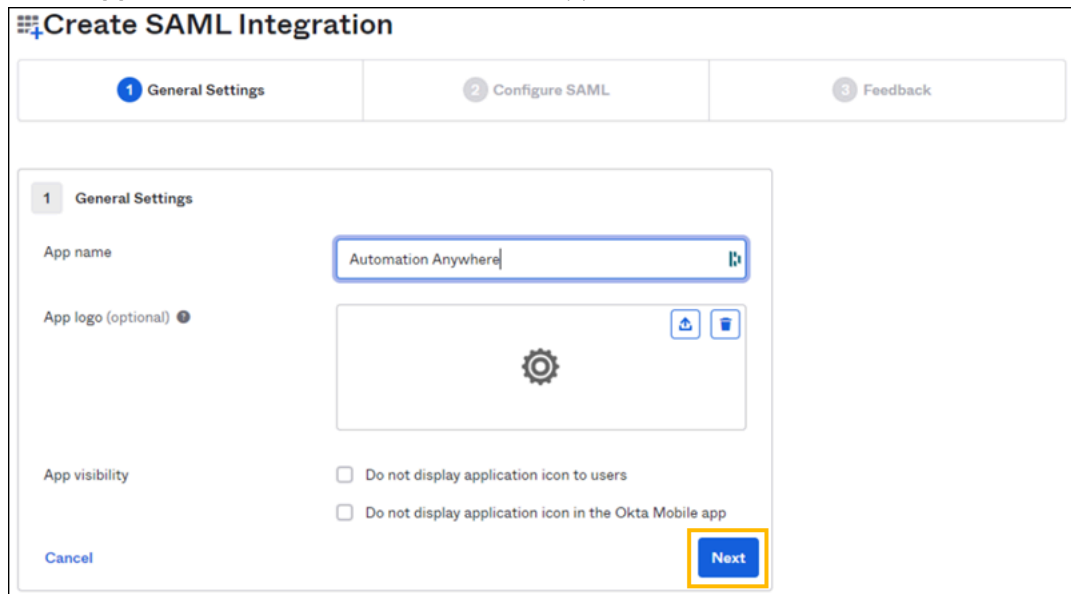 Create SAML Integration
1 General Settings
2 Configure SAML
3 Feedback
1 General Settings
App name
Automation Anywhere
App logo (optional)
App visibility
Do not display application icon to users
Do not display application icon in the Okta Mobile app
Cancel
Next